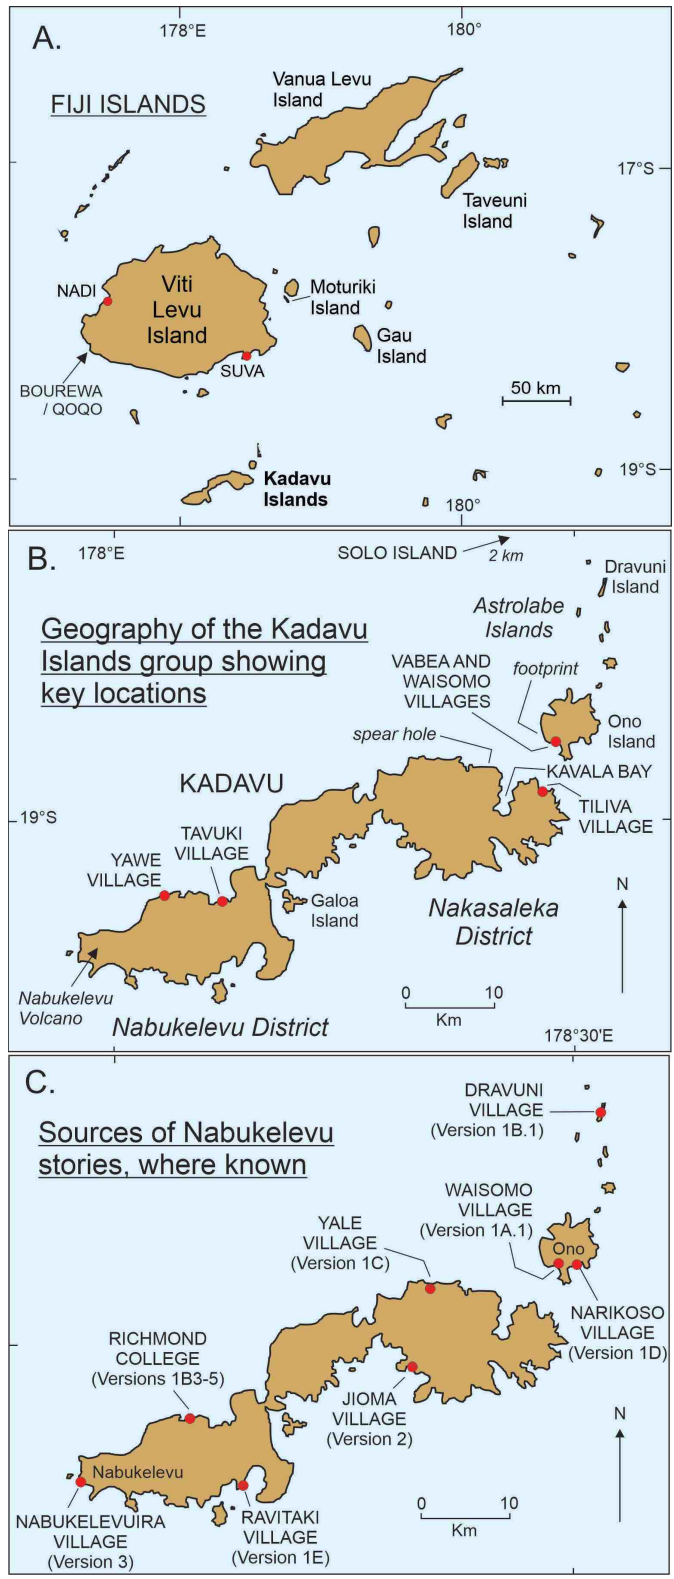 A.
178°E
180°
FIJI ISLANDS
Vanua Levu
Island
17°S
Taveuni
Island
NADI
Viti
Levu
Island
Moturiki
Island
Gau
Island
SUVA
BOUREWA
/ QOQO
50 km
Kadavu
Islands
19°S
180°
B.
178°E
SOLO ISLAND
2 km
Dravuni
Island
Astrolabe
Islands
Geography of the Kadavu
Islands group showing
key locations
VABEA AND
WAISOMO
VILLAGES
footprint
Ono
Island
spear hole
KADAVU
KAVALA BAY
TILIVA
VILLAGE
19°S
TAVUKI
VILLAGE
YAWE
VILLAGE
Galoa
Island
Nakasaleka
District
N
Nabukelevu
Volcano
0 10
Km
Nabukelevu District
178°30'E
C.
DRAVUNI
VILLAGE
(Version 1B.1)
Sources of Nabukelevu
stories, where known
WAISOMO
VILLAGE
(Version 1A.1)
YALE
VILLAGE
(Version 1C)
Ono
NARIKOSO
VILLAGE
(Version 1D)
RICHMOND
COLLEGE
(Versions 1B3-5)
JIOMA
VILLAGE
(Version 2)
N
Nabukelevu
NABUKELEVUIRA
VILLAGE
(Version 3)
RAVITAKI
VILLAGE
(Version 1E)
0 10
Km